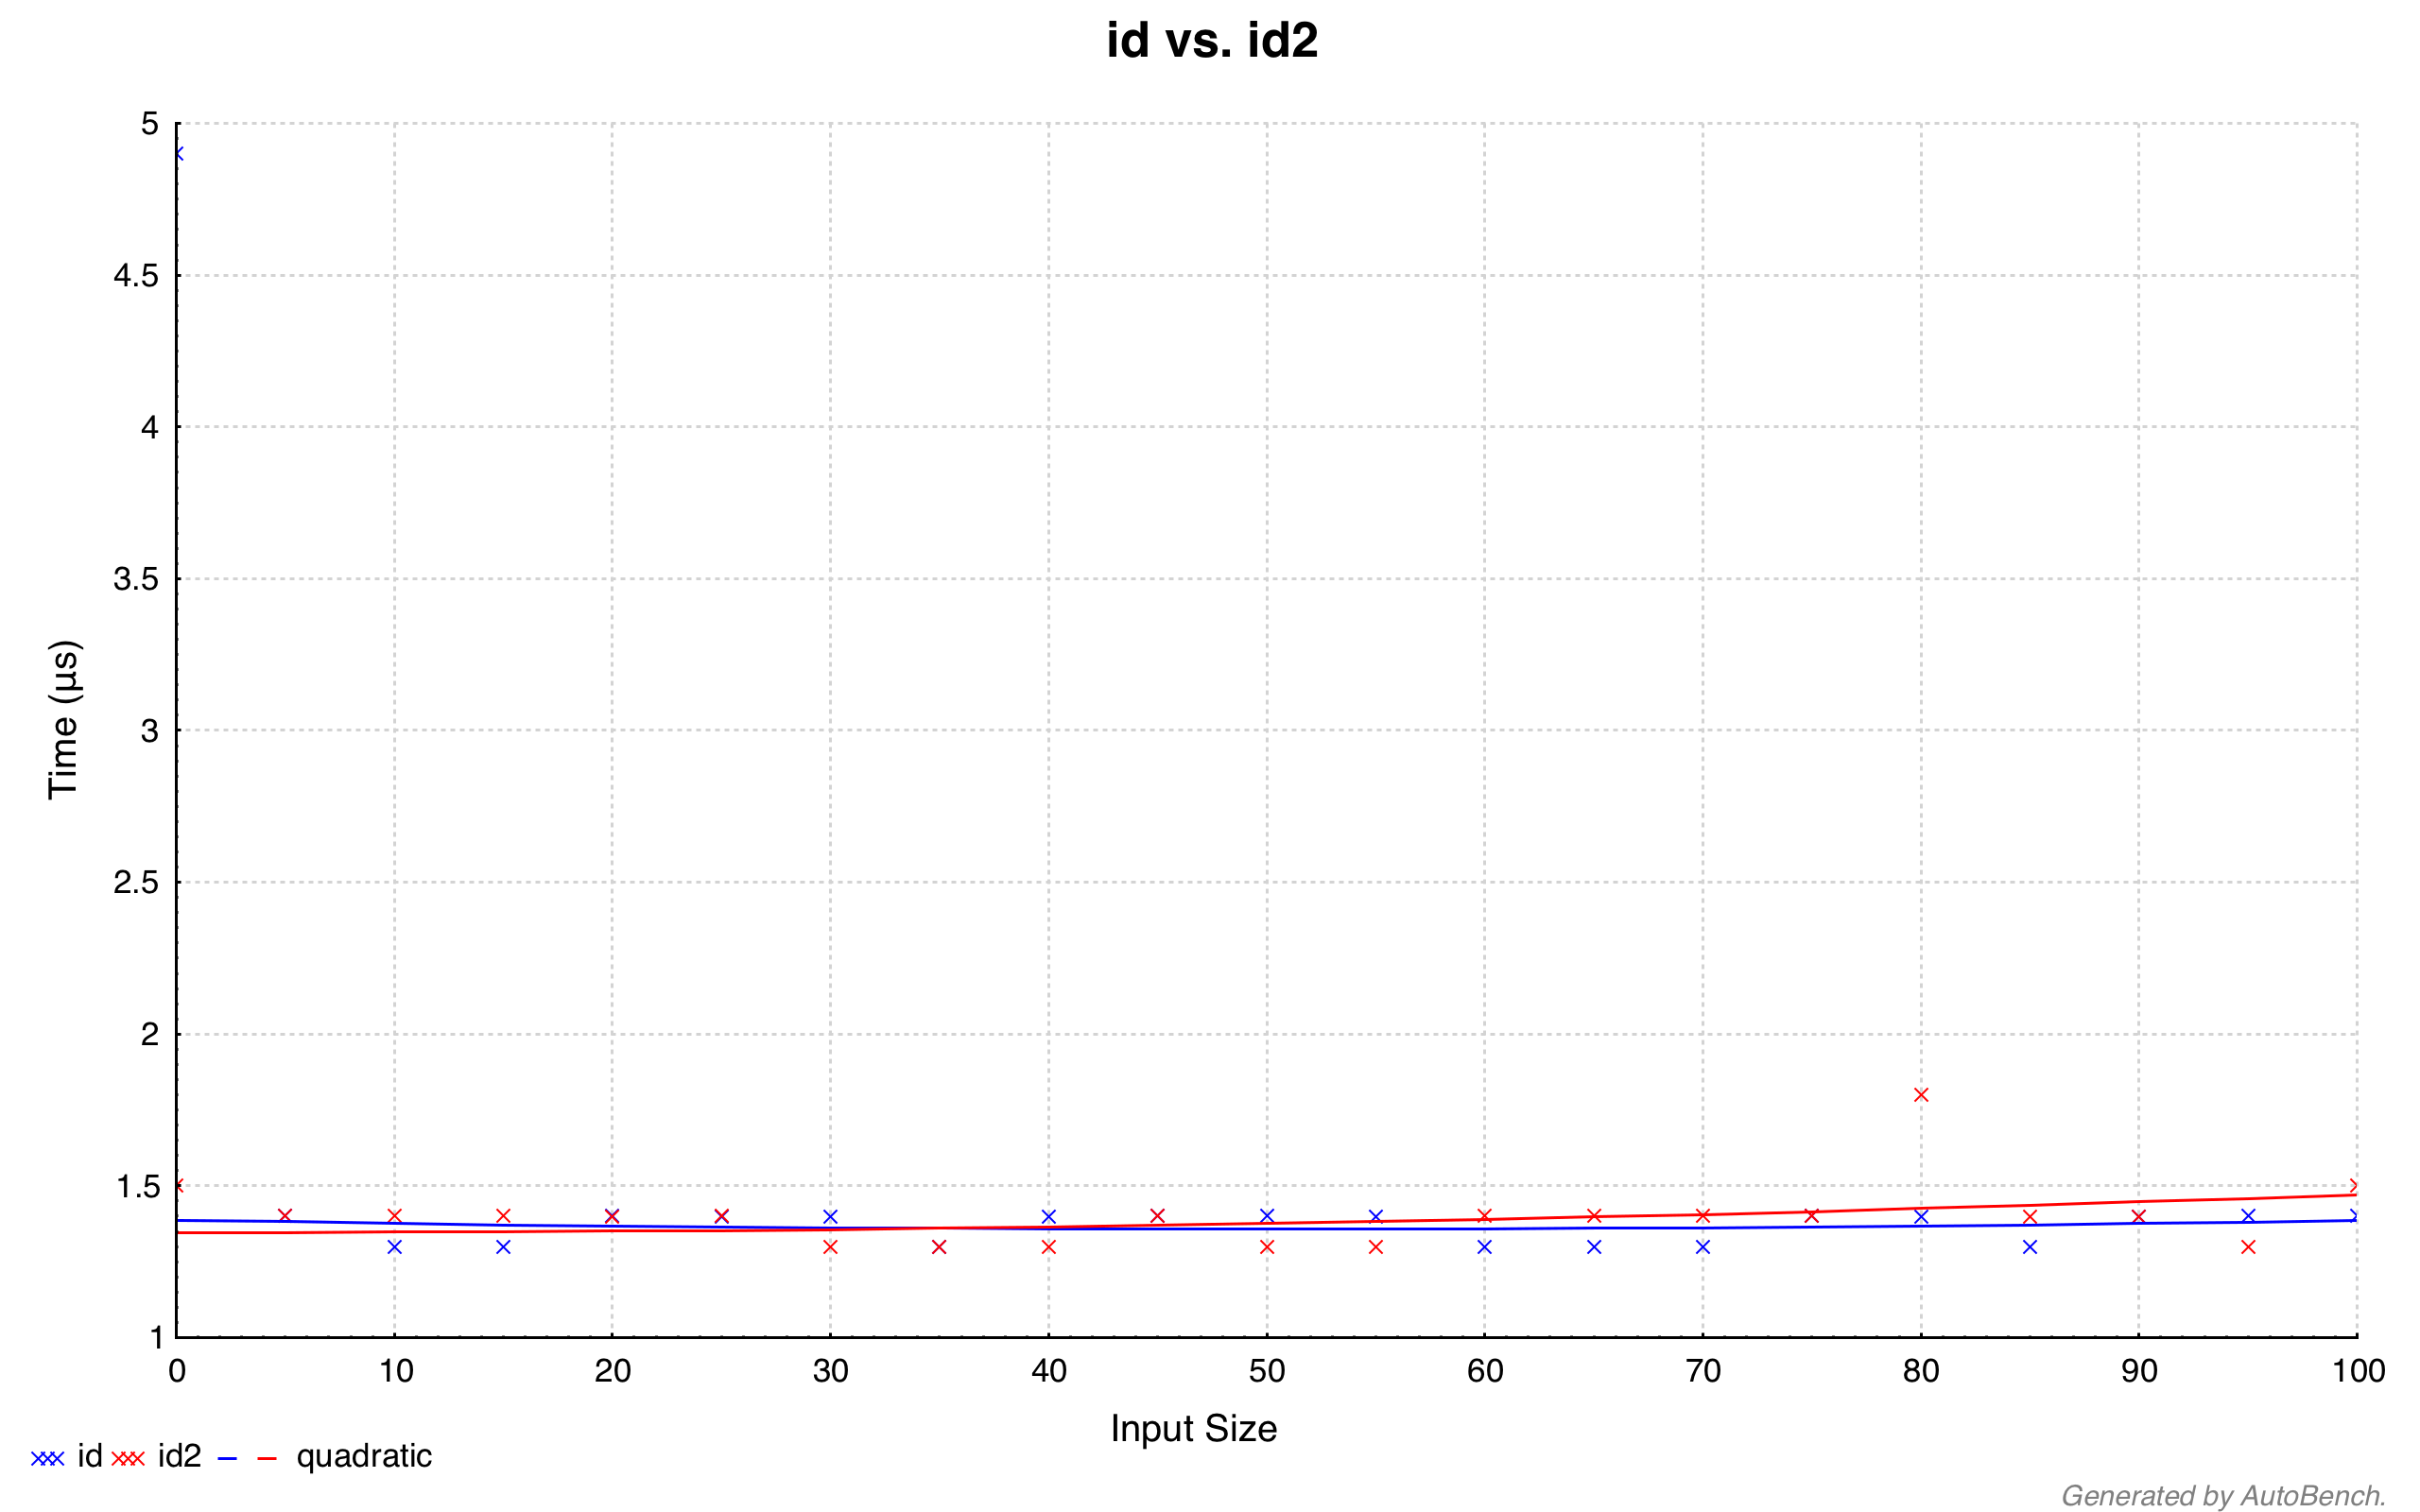 id vs. id2
5
4.5
4
3.5
3
2.5
2
1.5
1
Time (µs)
0 10 20 30 40 50 60 70 80 90 100
Input Size
id id2 quadratic
Generated by AutoBench.